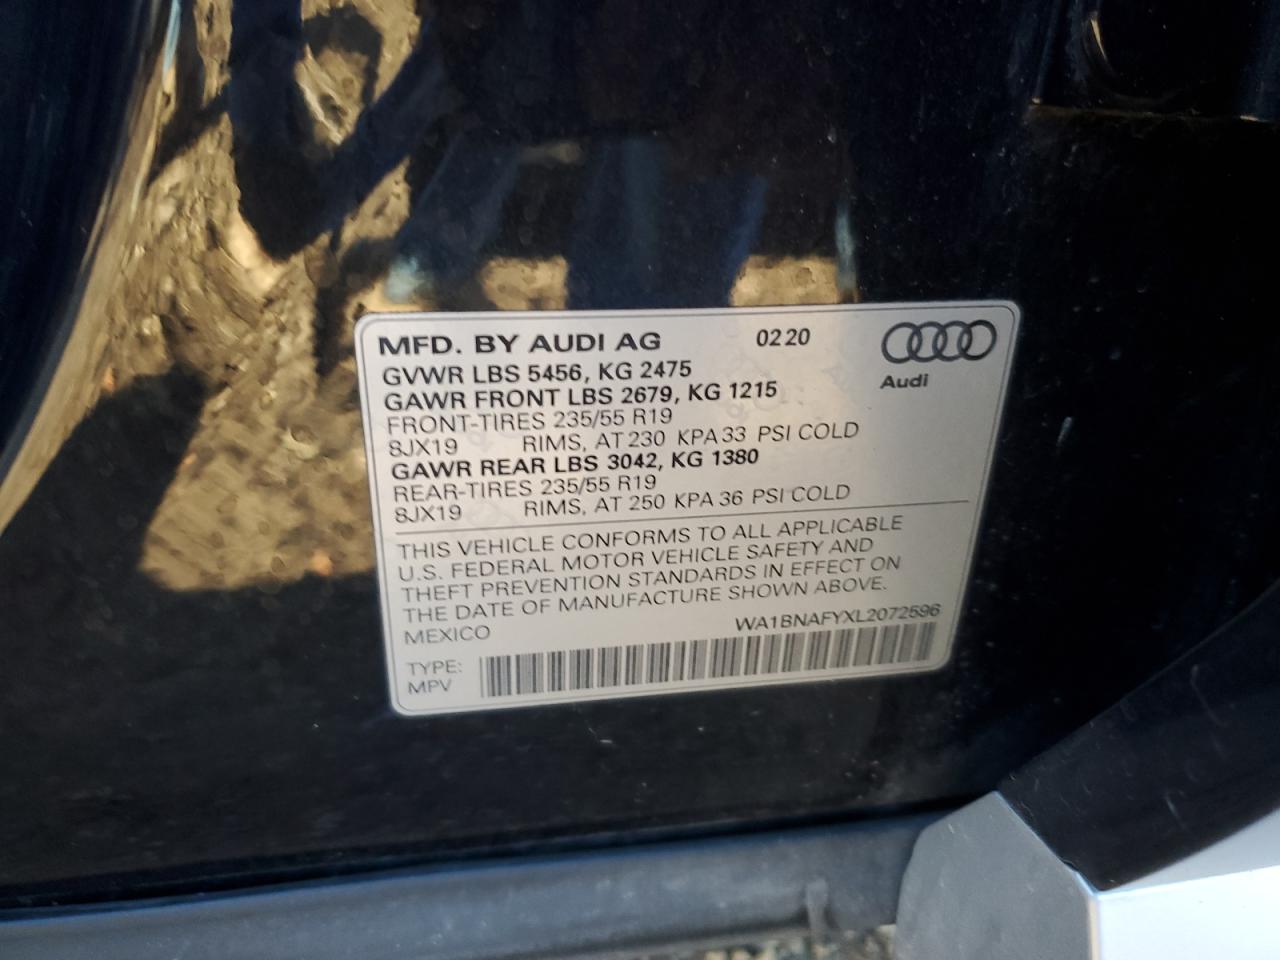 MFD. BY AUDI AG 02 20
Audi
GVWR LBS 5456, KG 2475
GAWR FRONT LBS 2679, KG 1215
FRONT-TIRES 235/55 R19
8JX19 RIMS, AT 230 KPA 33 PSI COLD
GAWR REAR LBS 3042, KG 1380
REAR-TIRES 235/55 R19
8JX19 RIMS, AT 250 KPA 36 PSI COLD
THIS VEHICLE CONFORMS TO ALL APPLICABLE
U.S. FEDERAL MOTOR VEHICLE SAFETY AND
THEFT PREVENTION STANDARDS IN EFFECT ON
THE DATE OF MANUFACTURE SHOWN ABOVE.
MEXICO WA1BNAFYXL2072596
TYPE:
MPV